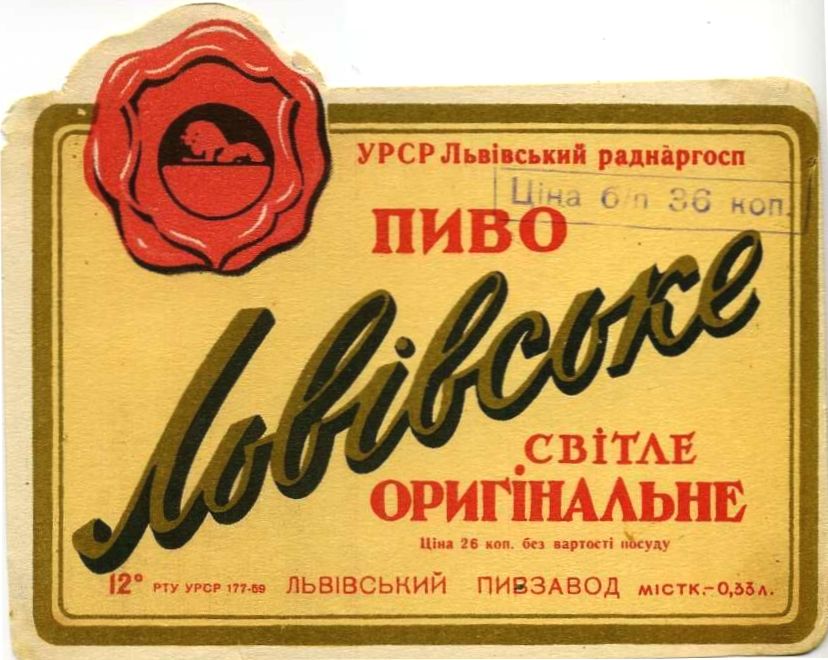 УРСР Львівський раднаргосп
Ціна б/п 36 коп.
ПИВО
Львівське
СВІТЛЕ
ОРИГІНАЛЬНЕ
Ціна 26 коп. без вартості посуду
12° РТУ УРСР 177-59 ЛЬВІВСЬКИЙ ПИВЗАВОД МІСТК.-0,33 Л.